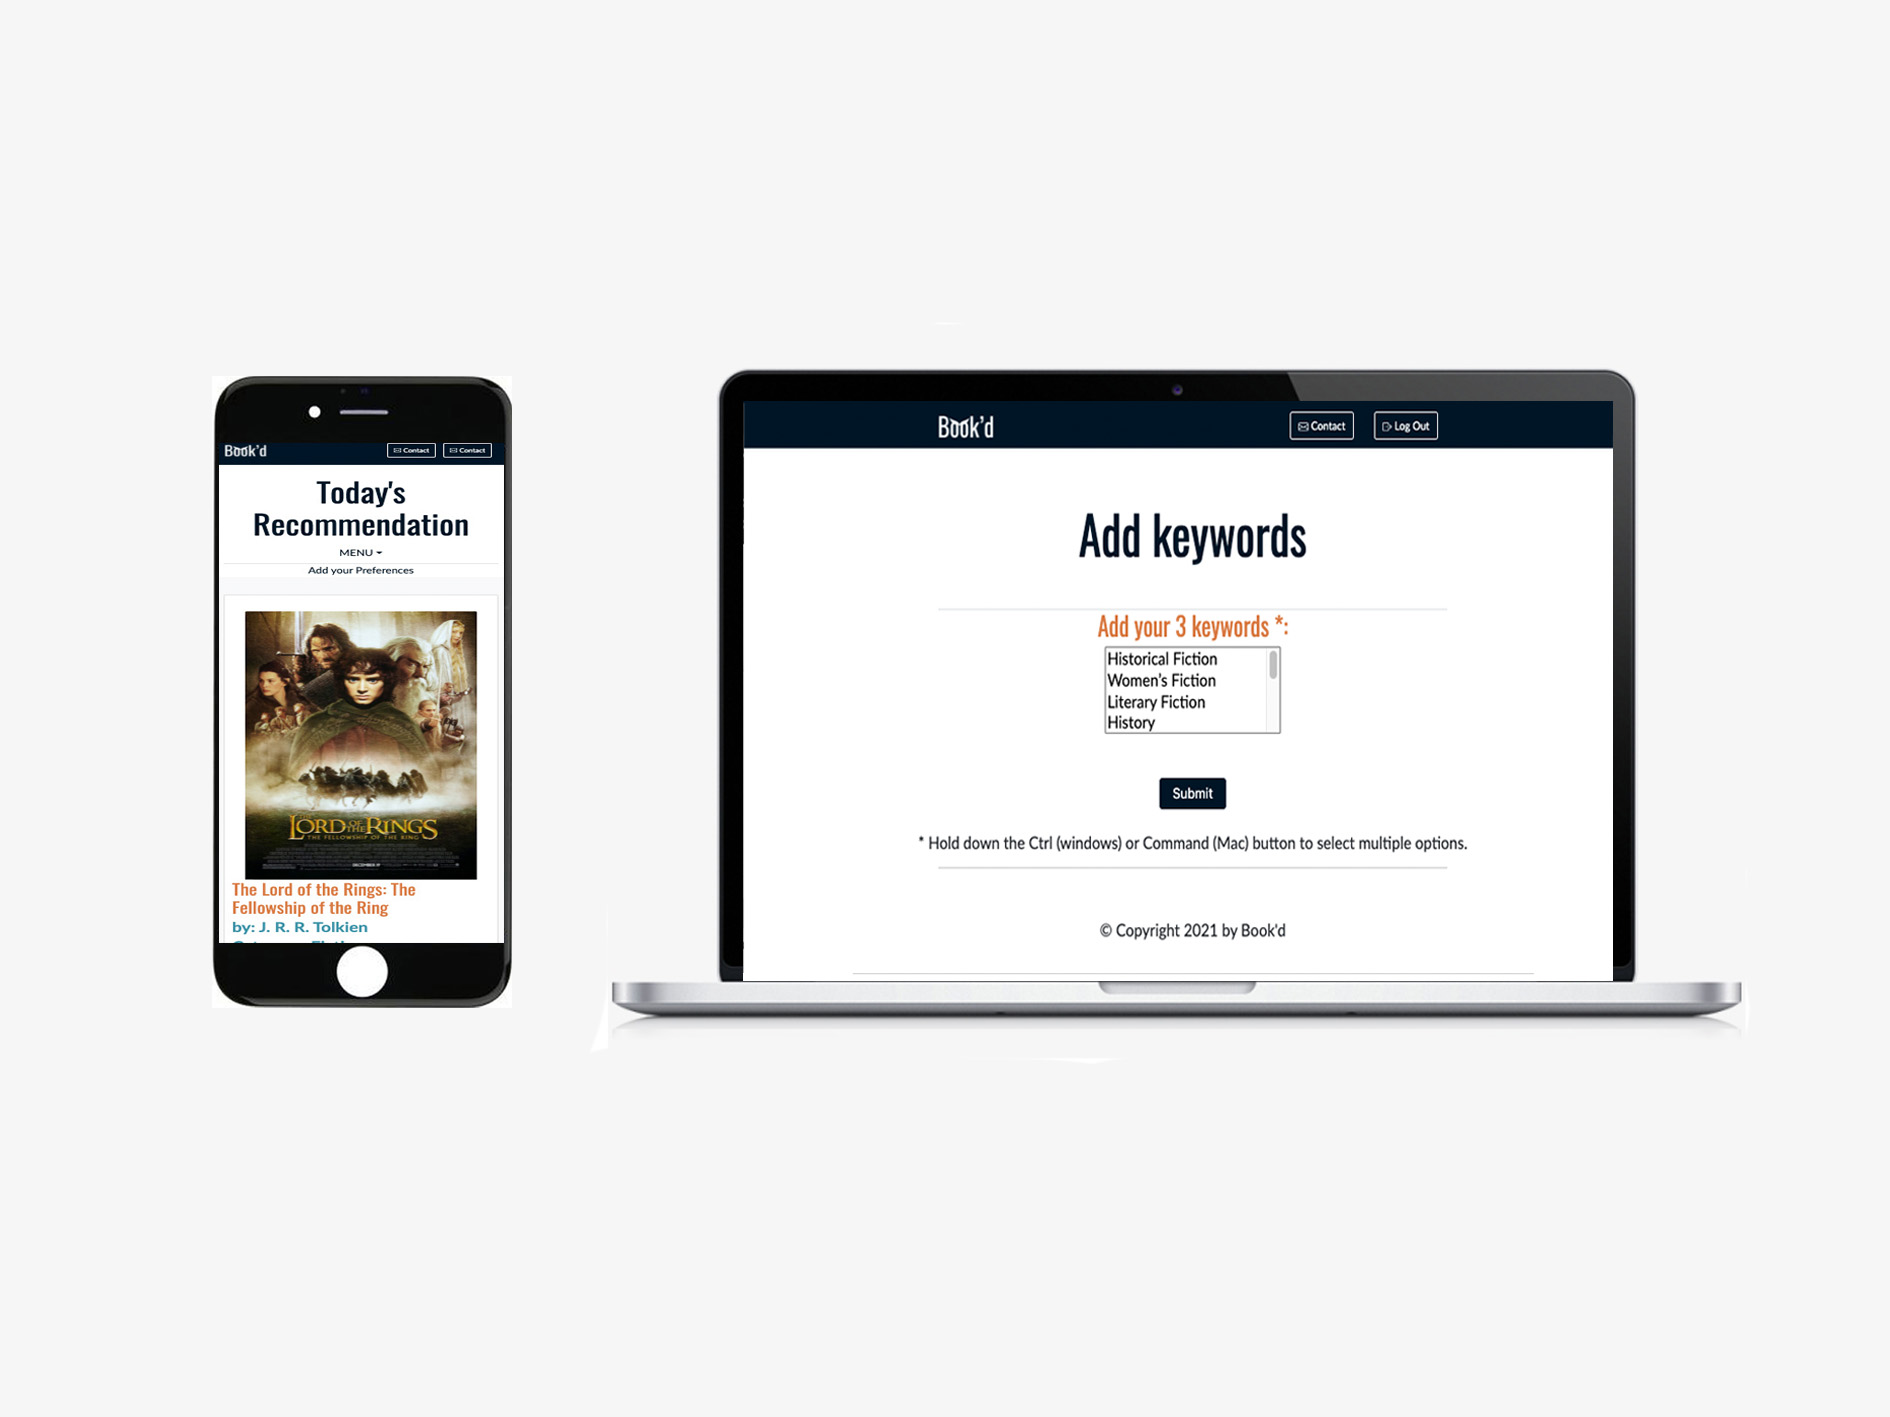 Book'd
Contact
Contact
Today's
Recommendation
MENU
Add your Preferences
THE
LORD OF THE RINGS
THE FELLOWSHIP OF THE RING
The Lord of the Rings: The
Fellowship of the Ring
by: J. R. R. Tolkien
Book'd
Contact
Log Out
Add keywords
Add your 3 keywords *:
Historical Fiction
Women's Fiction
Literary Fiction
History
Submit
* Hold down the Ctrl (windows) or Command (Mac) button to select multiple options.
© Copyright 2021 by Book'd